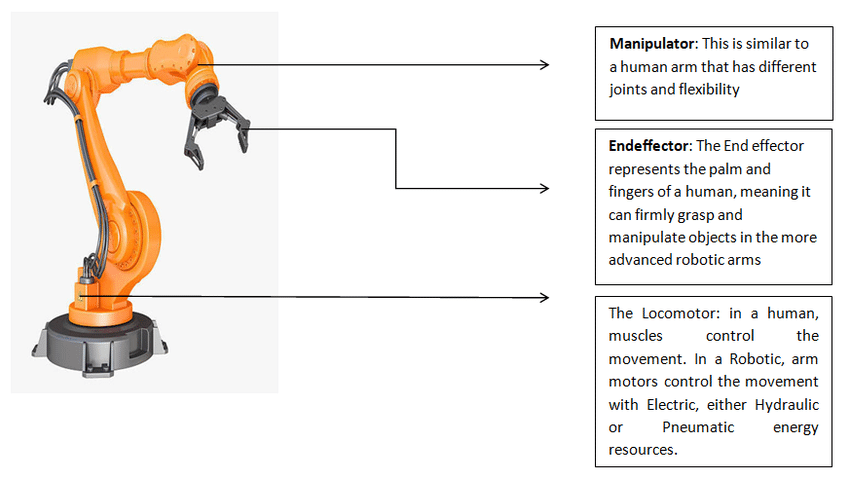 Manipulator: This is similar to
a human arm that has different
joints and flexibility
Endeffector: The End effector
represents the palm and
fingers of a human, meaning it
can firmly grasp and
manipulate objects in the more
advanced robotic arms
The Locomotor: in a human,
muscles control the
movement. In a Robotic, arm
motors control the movement
with Electric, either Hydraulic
or Pneumatic energy
resources.